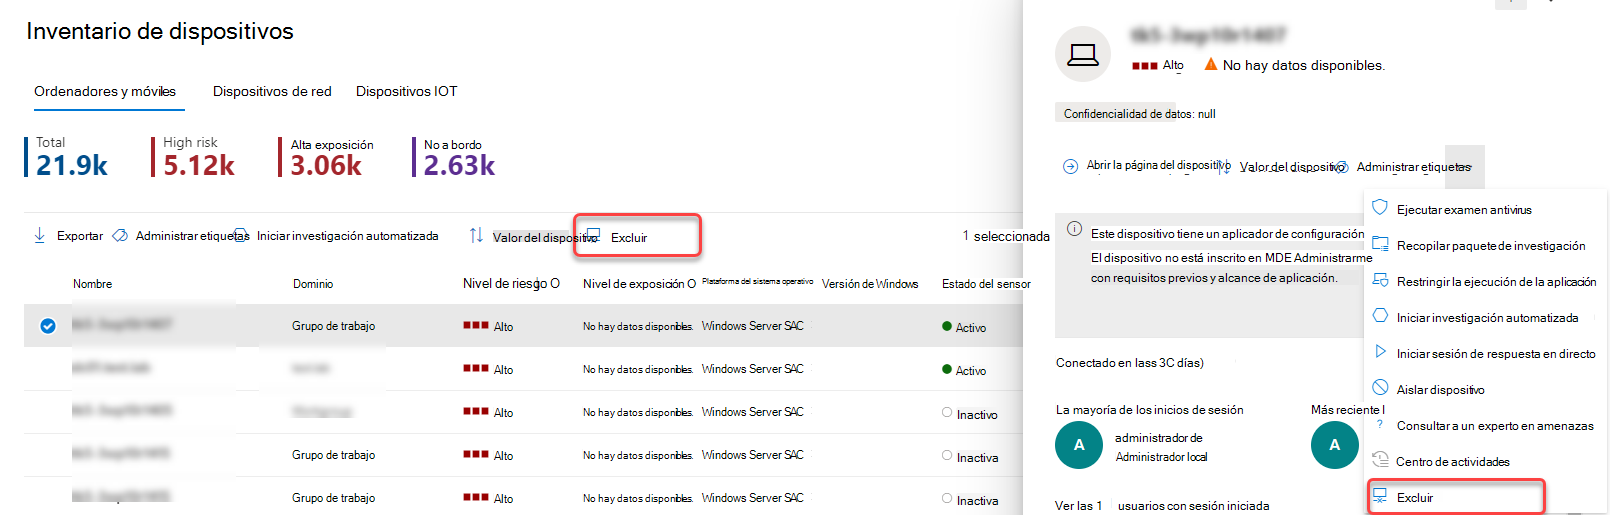 Inventario de dispositivos
Ordenadores y móviles Dispositivos de red Dispositivos IOT
Total High risk Alta exposición No a bordo
21.9k 5.12k 3.06k 2.63k
Exportar Administrar etiquetas Iniciar investigación automatizada Valor del dispositivo Excluir 1 seleccionada
Nombre Dominio Nivel de riesgo O Nivel de exposición O Plataforma del sistema operativo Versión de Windows Estado del sensor
Grupo de trabajo Alto No hay datos disponibles. Windows Server SAC Activo
Alto No hay datos disponibles. Windows Server SAC Activo
Alto No hay datos disponibles. Windows Server SAC Inactivo
Grupo de trabajo Alto No hay datos disponibles. Windows Server SAC Inactiva
Grupo de trabajo Alto No hay datos disponibles. Windows Server SAC Inactiva
Alto No hay datos disponibles.
Confidencialidad de datos: null
Abrir la página del dispositivo Valor del dispositivo Administrar etiquetas ...
Este dispositivo tiene un aplicador de configuración
El dispositivo no está inscrito en MDE Administrarme
con requisitos previos y alcance de aplicación.
Conectado en lass 3C días)
La mayoría de los inicios de sesión Más reciente l
A administrador de A
Administrador local
Ver las 1 usuarios con sesión iniciada
Ejecutar examen antivirus
Recopilar paquete de investigación
Restringir la ejecución de la aplicación
Iniciar investigación automatizada
Iniciar sesión de respuesta en directo
Aislar dispositivo
? Consultar a un experto en amenazas
Centro de actividades
Excluir